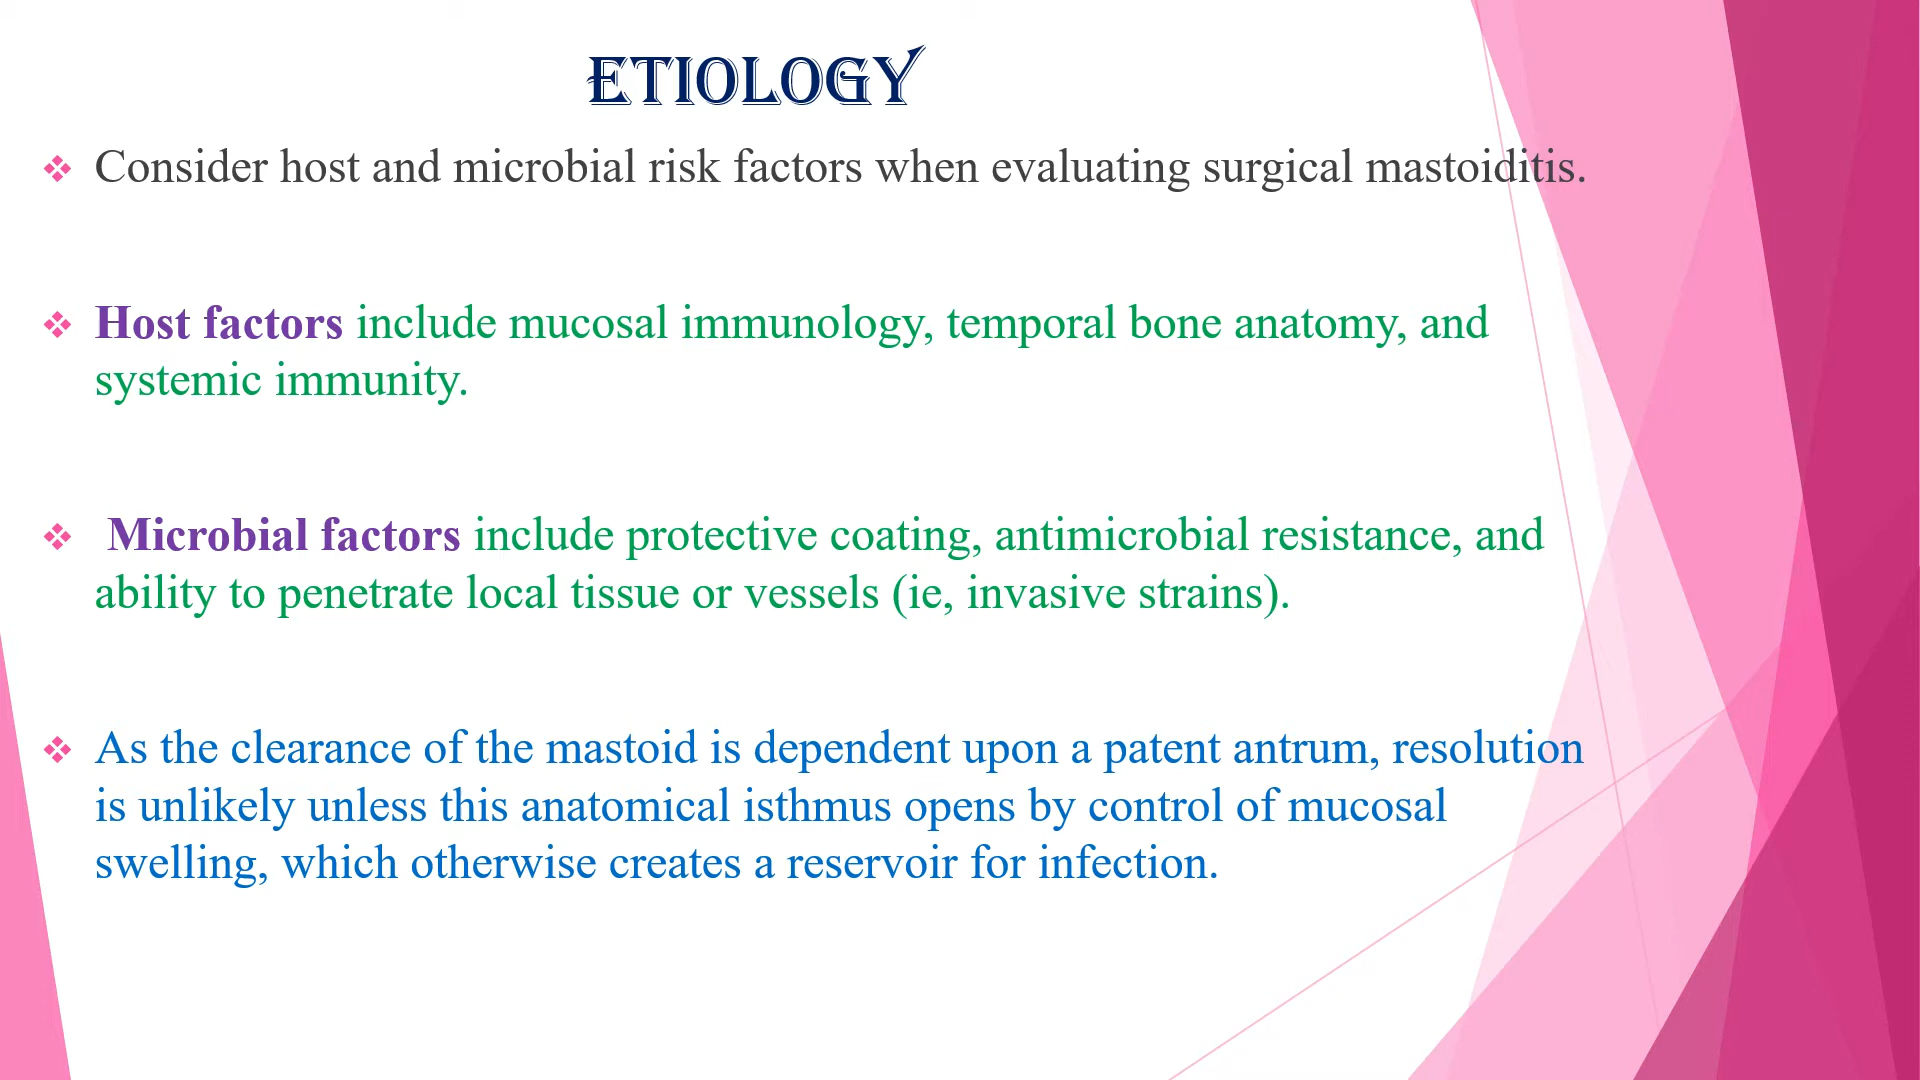 ETIOLOGY
❖ Consider host and microbial risk factors when evaluating surgical mastoiditis.
❖ Host factors include mucosal immunology, temporal bone anatomy, and
systemic immunity.
❖ Microbial factors include protective coating, antimicrobial resistance, and
ability to penetrate local tissue or vessels (ie, invasive strains).
❖ As the clearance of the mastoid is dependent upon a patent antrum, resolution
is unlikely unless this anatomical isthmus opens by control of mucosal
swelling, which otherwise creates a reservoir for infection.